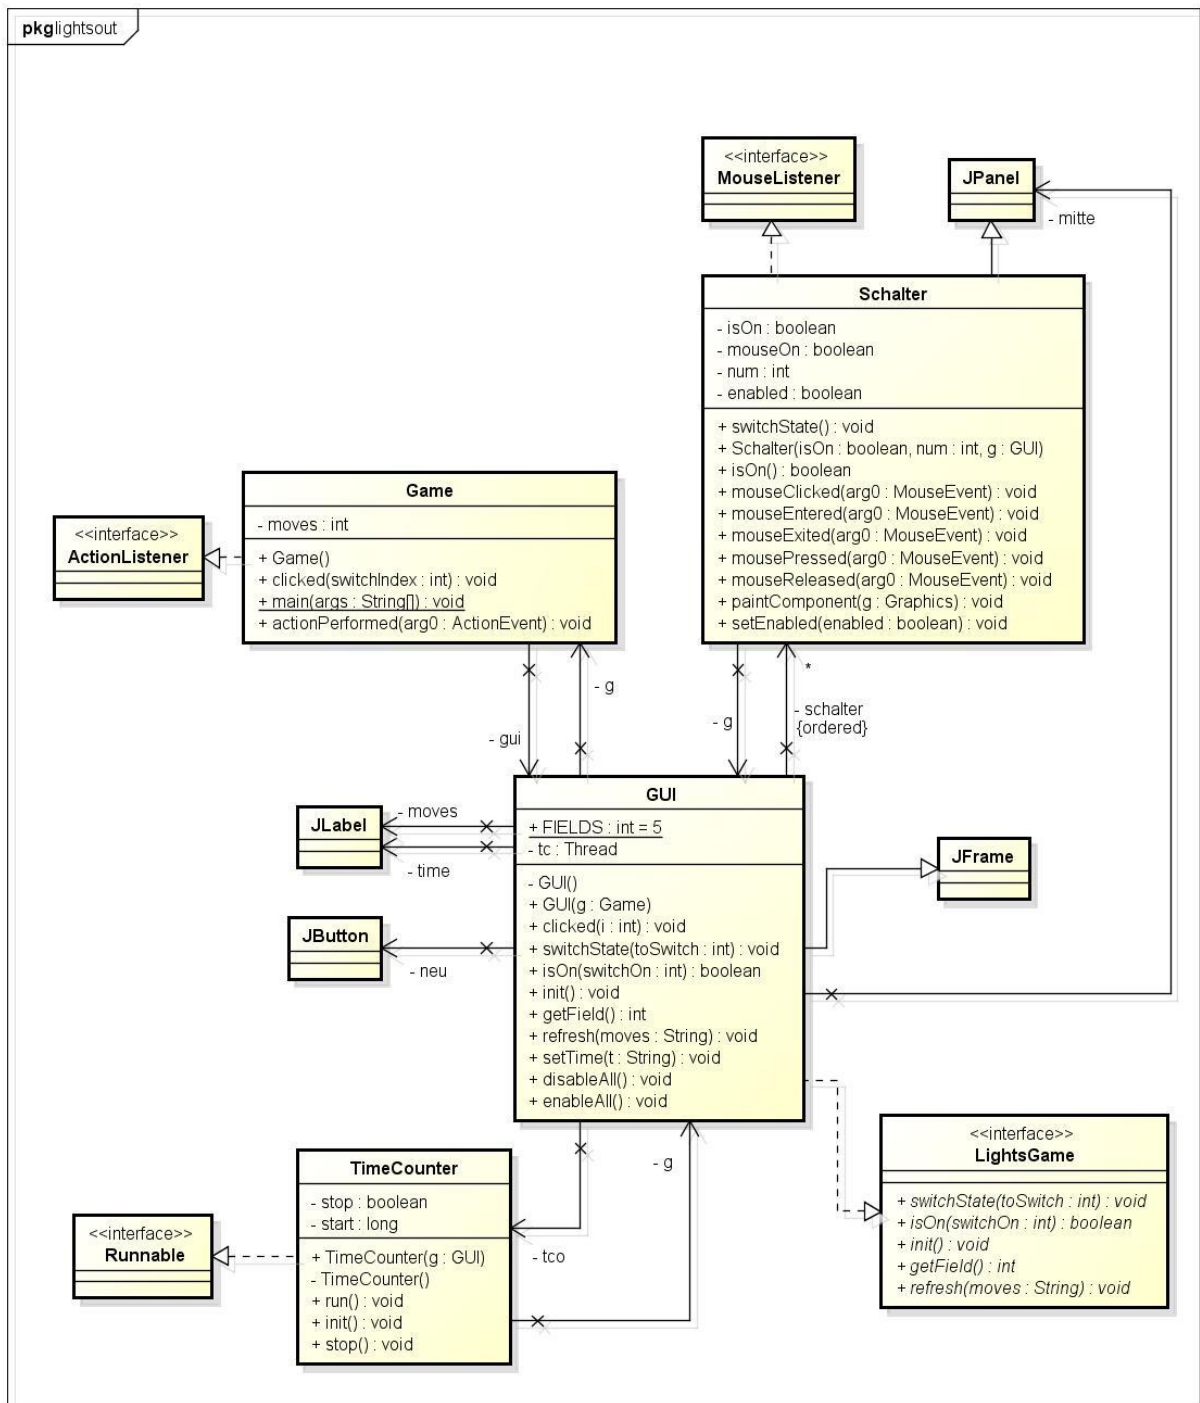 pkg lightsout
<<interface>>
MouseListener
JPanel
- mitte
Schalter
- isOn : boolean
- mouseOn : boolean
- num : int
- enabled : boolean
+ switchState() : void
+ Schalter(isOn : boolean, num : int, g : GUI)
+ isOn() : boolean
+ mouseClicked(arg0 : MouseEvent) : void
+ mouseEntered(arg0 : MouseEvent) : void
+ mouseExited(arg0 : MouseEvent) : void
+ mousePressed(arg0 : MouseEvent) : void
+ mouseReleased(arg0 : MouseEvent) : void
+ paintComponent(g : Graphics) : void
+ setEnabled(enabled : boolean) : void
Game
- moves : int
+ Game()
+ clicked(switchIndex : int) : void
+ main(args : String[]) : void
+ actionPerformed(arg0 : ActionEvent) : void
<<interface>>
ActionListener
- g
- gui
*
- g
- schalter
{ordered}
GUI
+ FIELDS : int = 5
- tc : Thread
- GUI()
+ GUI(g : Game)
+ clicked(i : int) : void
+ switchState(toSwitch : int) : void
+ isOn(switchOn : int) : boolean
+ init() : void
+ getField() : int
+ refresh(moves : String) : void
+ setTime(t : String) : void
+ disableAll() : void
+ enableAll() : void
JLabel
- moves
- time
JButton
- neu
JFrame
<<interface>>
LightsGame
+ switchState(toSwitch : int) : void
+ isOn(switchOn : int) : boolean
+ init() : void
+ getField() : int
+ refresh(moves : String) : void
- g
- tco
TimeCounter
- stop : boolean
- start : long
+ TimeCounter(g : GUI)
- TimeCounter()
+ run() : void
+ init() : void
+ stop() : void
<<interface>>
Runnable